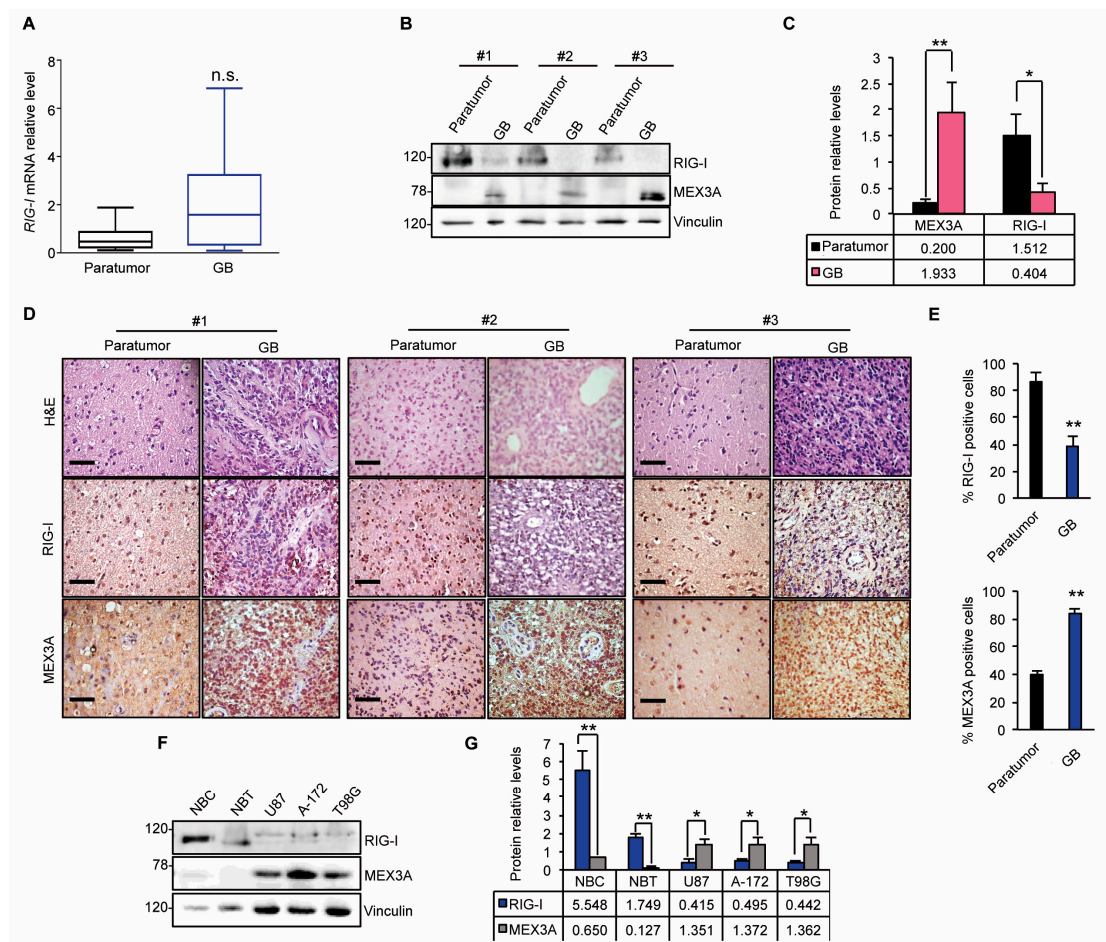 A
RIG-I mRNA relative level
8
6
4
2
0
n.s.
Paratumor
GB
B
#1
#2
#3
Paratumor
GB
Paratumor
GB
Paratumor
GB
120
RIG-I
78
MEX3A
120
Vinculin
C
Protein relative levels
3
2.5
2
1.5
1
0.5
0
**
*
MEX3A RIG-I
Paratumor 0.200 1.512
GB 1.933 0.404
D
#1
#2
#3
Paratumor
GB
Paratumor
GB
Paratumor
GB
H&E
RIG-I
MEX3A
E
% RIG-I positive cells
100
80
60
40
20
0
**
Paratumor
GB
% MEX3A positive cells
100
80
60
40
20
0
**
Paratumor
GB
F
NBC
NBT
U87
A-172
T98G
120
RIG-I
78
MEX3A
120
Vinculin
G
Protein relative levels
7
6
5
4
3
2
1
0
**
**
*
*
*
NBC NBT U87 A-172 T98G
RIG-I 5.548 1.749 0.415 0.495 0.442
MEX3A 0.650 0.127 1.351 1.372 1.362